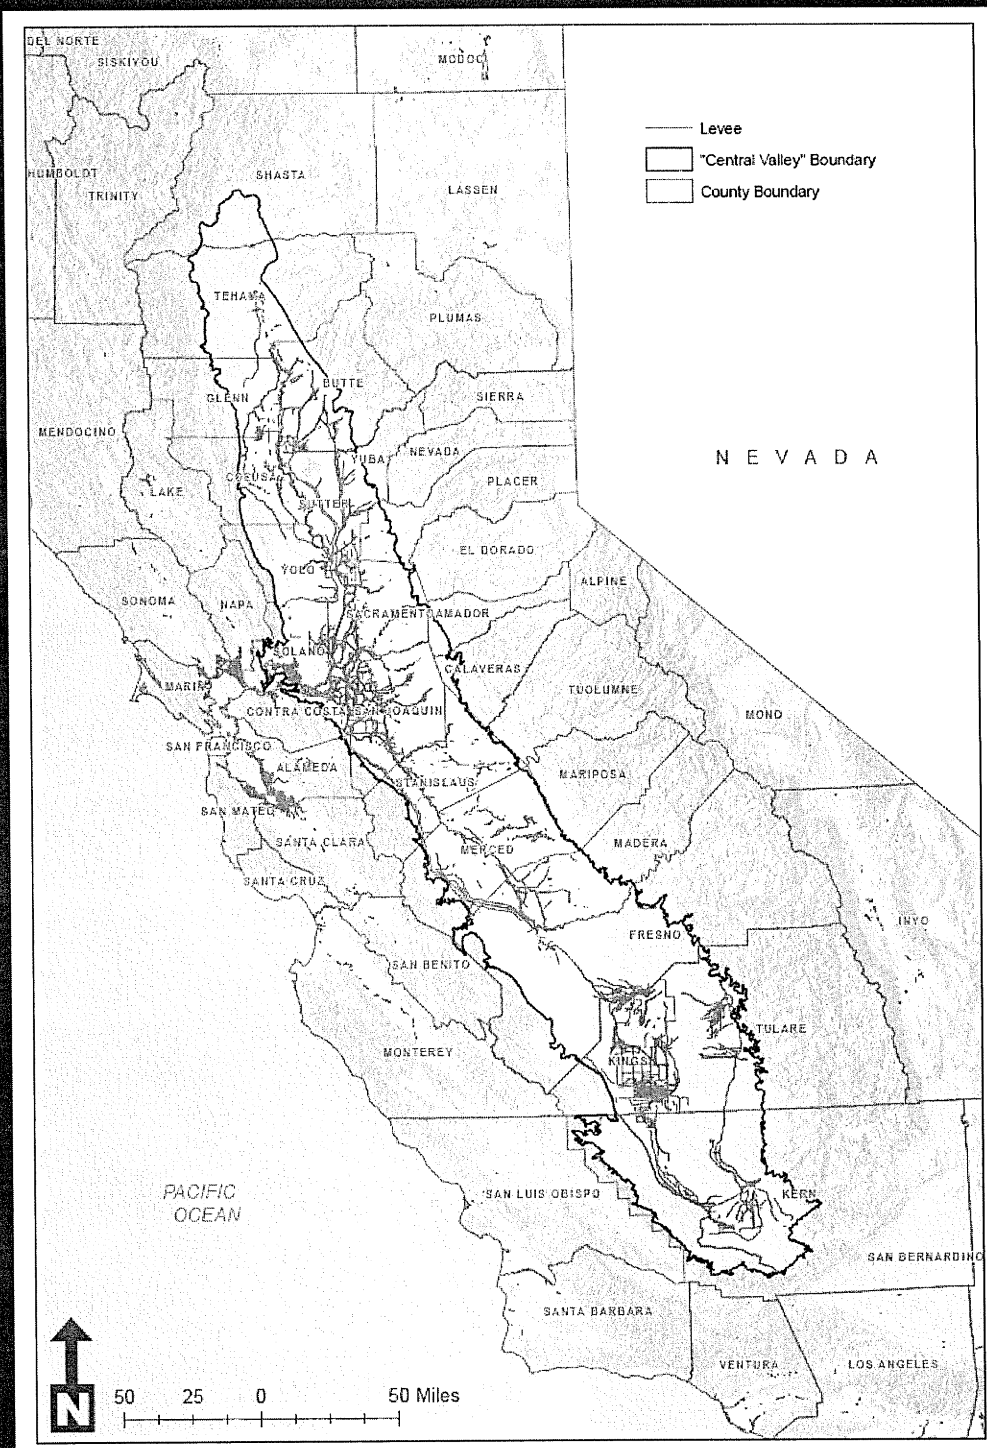 DEL NORTE
SISKIYOU
MODOC
Levee
"Central Valley" Boundary
County Boundary
HUMBOLDT
TRINITY
SHASTA
LASSEN
TEHAMA
PLUMAS
GLENN
BUTTE
SIERRA
MENDOCINO
NEVADA
YUBA
NEVADA
PLACER
COLUSA
LAKE
SUTTER
EL DORADO
YOLO
ALPINE
SONOMA
NAPA
SACRAMENTO
AMADOR
SOLANO
CALAVERAS
MARIN
TUOLUMNE
CONTRA COSTA
SAN JOAQUIN
MONO
SAN FRANCISCO
ALAMEDA
STANISLAUS
MARIPOSA
SAN MATEO
SANTA CLARA
MERCED
MADERA
SANTA CRUZ
INYO
FRESNO
SAN BENITO
TULARE
MONTEREY
KINGS
PACIFIC
OCEAN
SAN LUIS OBISPO
KERN
SAN BERNARDINO
SANTA BARBARA
VENTURA
LOS ANGELES
N
50 25 0 50 Miles